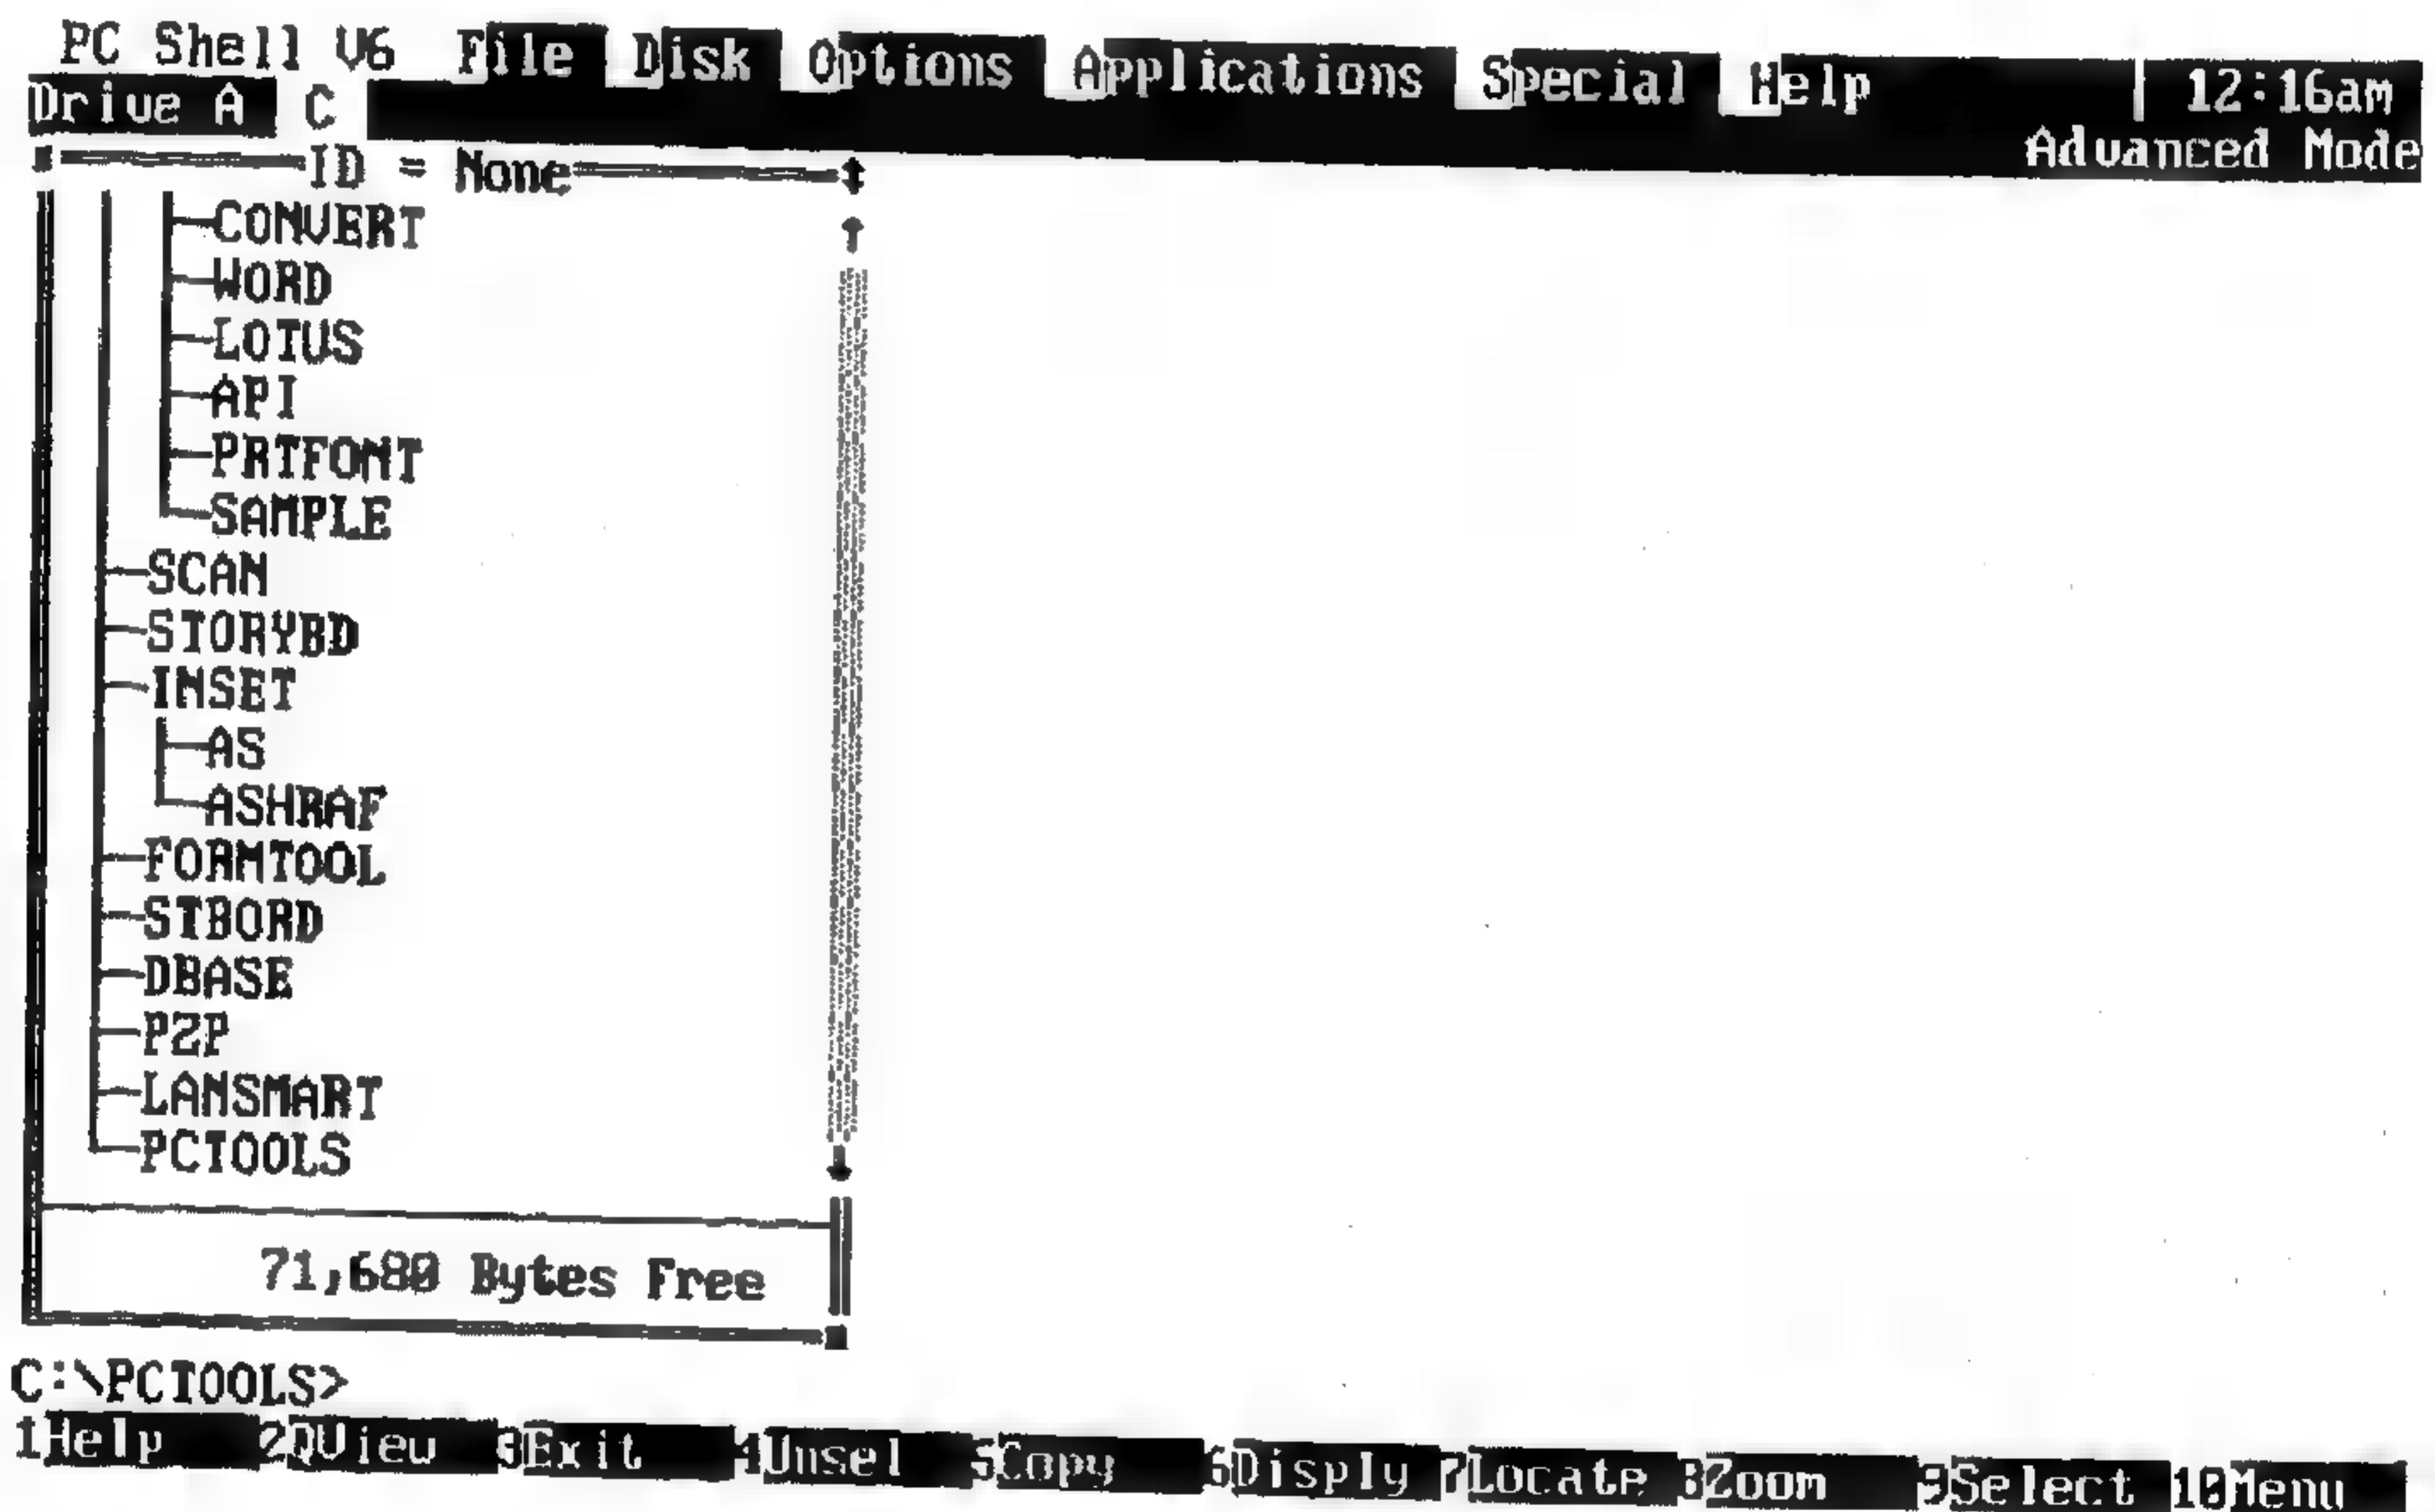 PC Shell V6 File Disk Options Applications Special Help 12:16am
Drive A C Advanced Mode
ID = None
CONVERT
WORD
LOTUS
API
PRTFONT
SAMPLE
SCAN
STORYBD
INSET
AS
ASHRAF
FORMTOOL
STBORD
DBASE
P2P
LANSMART
PCTOOLS
71,680 Bytes Free
C:\PCTOOLS>
1Help 2QView 3Exit 4Unsel 5Copy 6Disply 7Locate 8Zoom 9Select 10Menu